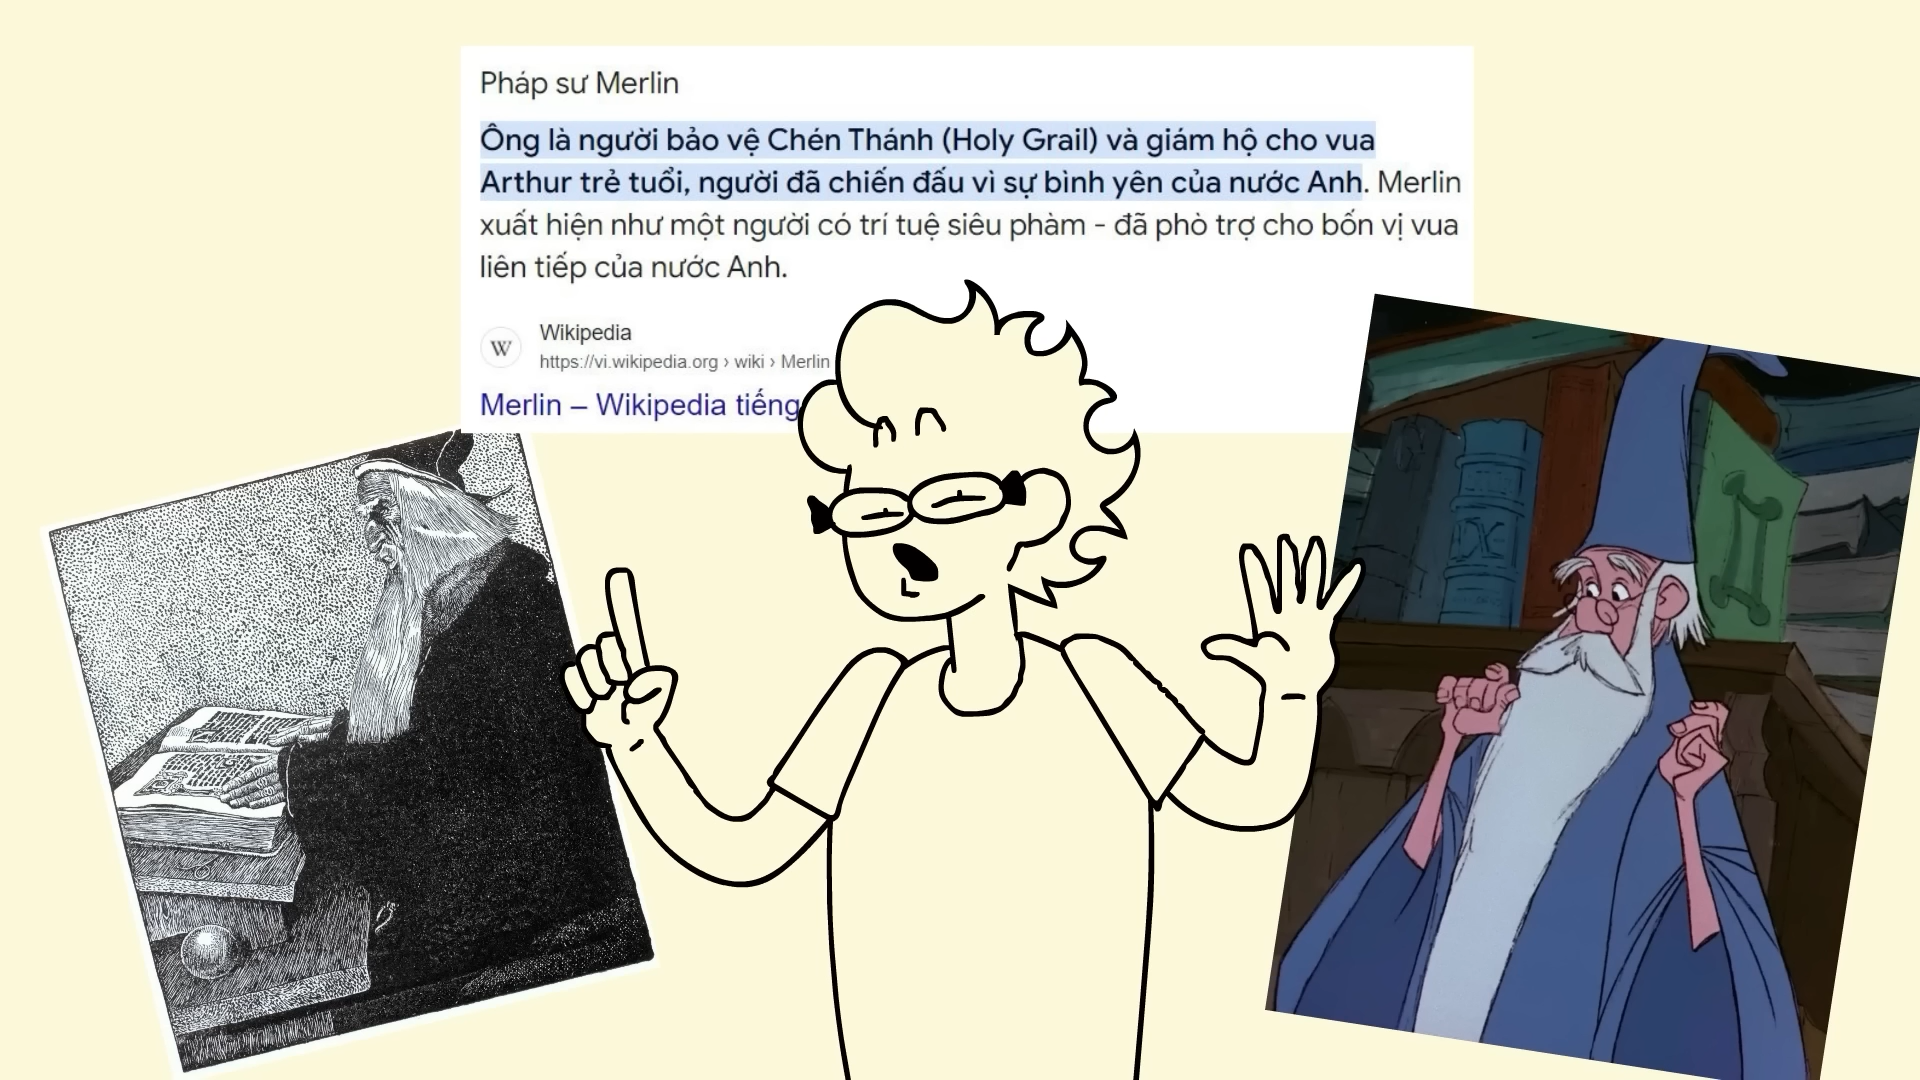 Pháp sư Merlin
Ông là người bảo vệ Chén Thánh (Holy Grail) và giám hộ cho vua
Arthur trẻ tuổi, người đã chiến đấu vì sự bình yên của nước Anh. Merlin
xuất hiện như một người có trí tuệ siêu phàm - đã phò trợ cho bốn vị vua
liên tiếp của nước Anh.
W
Wikipedia
https://vi.wikipedia.org › wiki › Merlin
Merlin – Wikipedia tiếng